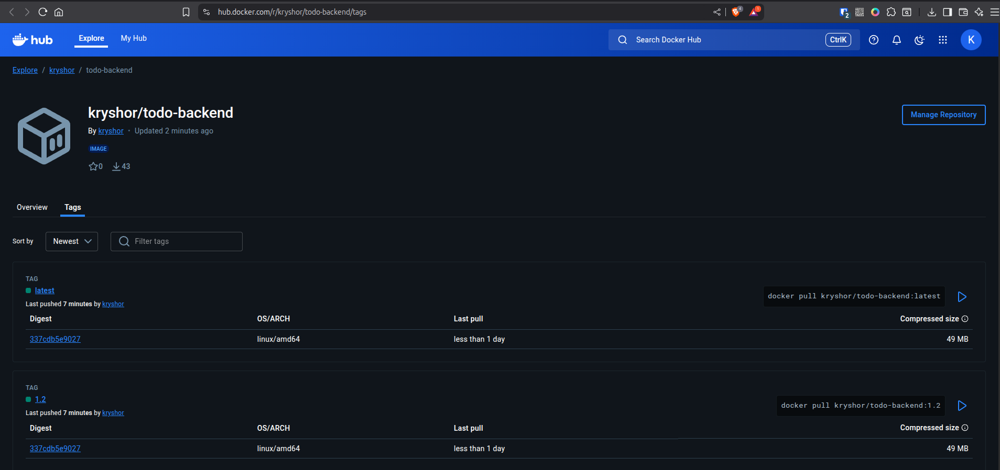 hub.docker.com/r/kryshor/todo-backend/tags
4
1
2
hub
Explore
My Hub
Search Docker Hub
CtrlK
K
Explore / kryshor / todo-backend
kryshor/todo-backend
Manage Repository
By kryshor • Updated 2 minutes ago
IMAGE
0 43
Overview
Tags
Sort by
Newest
Filter tags
TAG
latest
docker pull kryshor/todo-backend:latest
Last pushed 7 minutes by kryshor
Digest OS/ARCH Last pull Compressed size
337cdb5e9027 linux/amd64 less than 1 day 49 MB
TAG
1.2
docker pull kryshor/todo-backend:1.2
Last pushed 7 minutes by kryshor
Digest OS/ARCH Last pull Compressed size
337cdb5e9027 linux/amd64 less than 1 day 49 MB